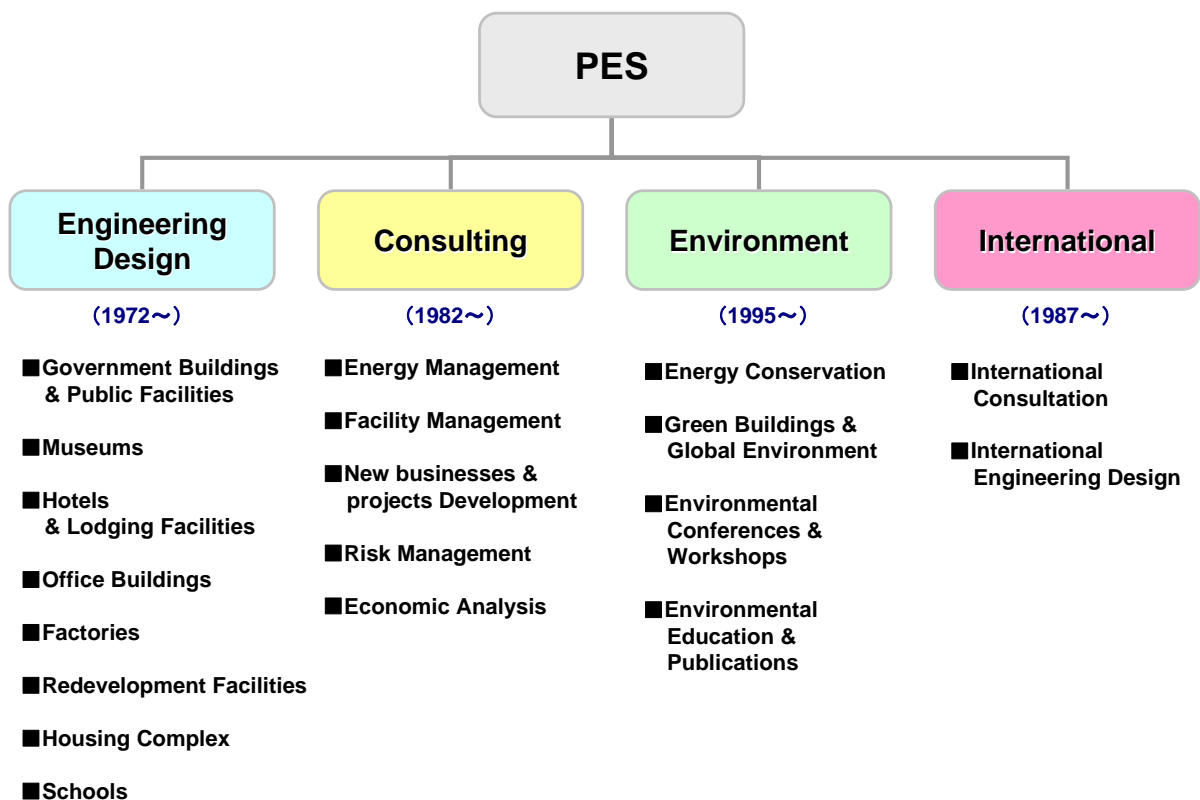 PES
Engineering
Design
（1972～）
■Government Buildings
& Public Facilities
■Museums
■Hotels
& Lodging Facilities
■Office Buildings
■Factories
■Redevelopment Facilities
■Housing Complex
■Schools
Consulting
（1982～）
■Energy Management
■Facility Management
■New businesses &
projects Development
■Risk Management
■Economic Analysis
Environment
（1995～）
■Energy Conservation
■Green Buildings &
Global Environment
■Environmental
Conferences &
Workshops
■Environmental
Education &
Publications
International
（1987～）
■International
Consultation
■International
Engineering Design